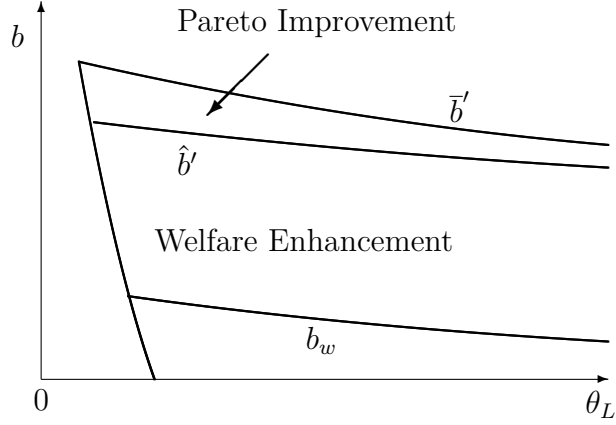 Pareto Improvement
b
b̅′
b̂′
Welfare Enhancement
b_w
0
θ_L